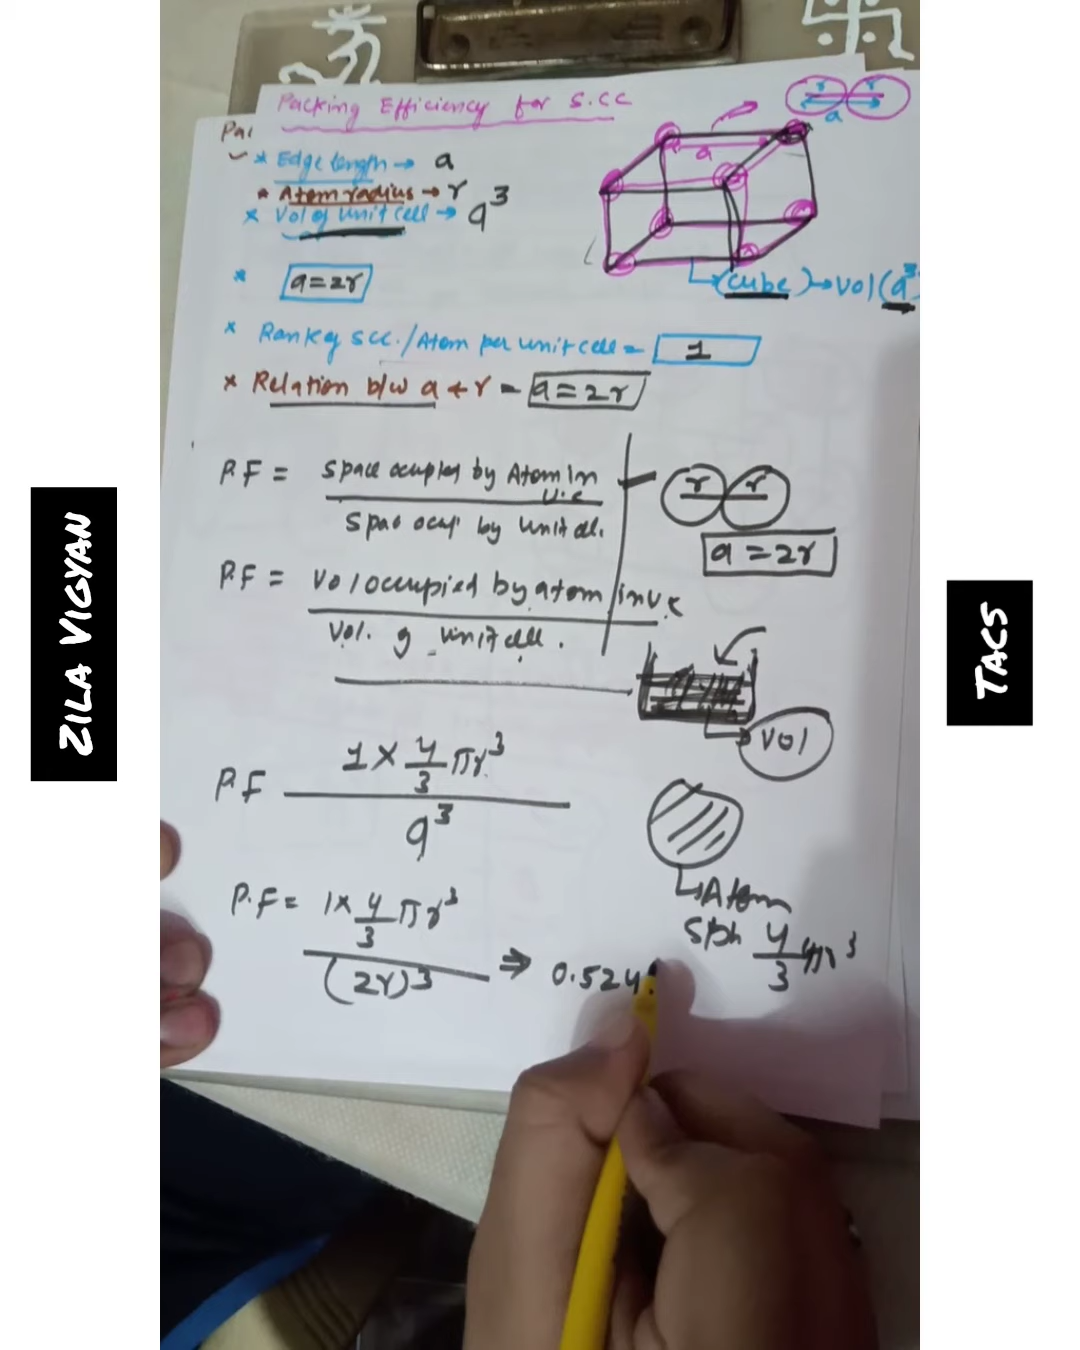 Packing Efficiency for S.CC
Pa
* Edge length → a
* Atom radius → r
* Vol of unit cell → a³
r r
a
a
(cube) → vol (a³
* a=2r
* Rank of SCC./Atom per unit cell = 1
* Relation b/w a & r = a=2r
P.F = Space occupied by Atom in u.c
Space occup by unit cell.
r r
a=2r
P.F = Vol occupied by atom in u.c
Vol. of unit cell.
Vol
P.F 1 × 4/3 πr³
a³
Atom
Sph 4/3 πr³
P.F = 1× 4/3 πr³
(2r)³ ⇒ 0.524
ZILA VIGYAN
TACS